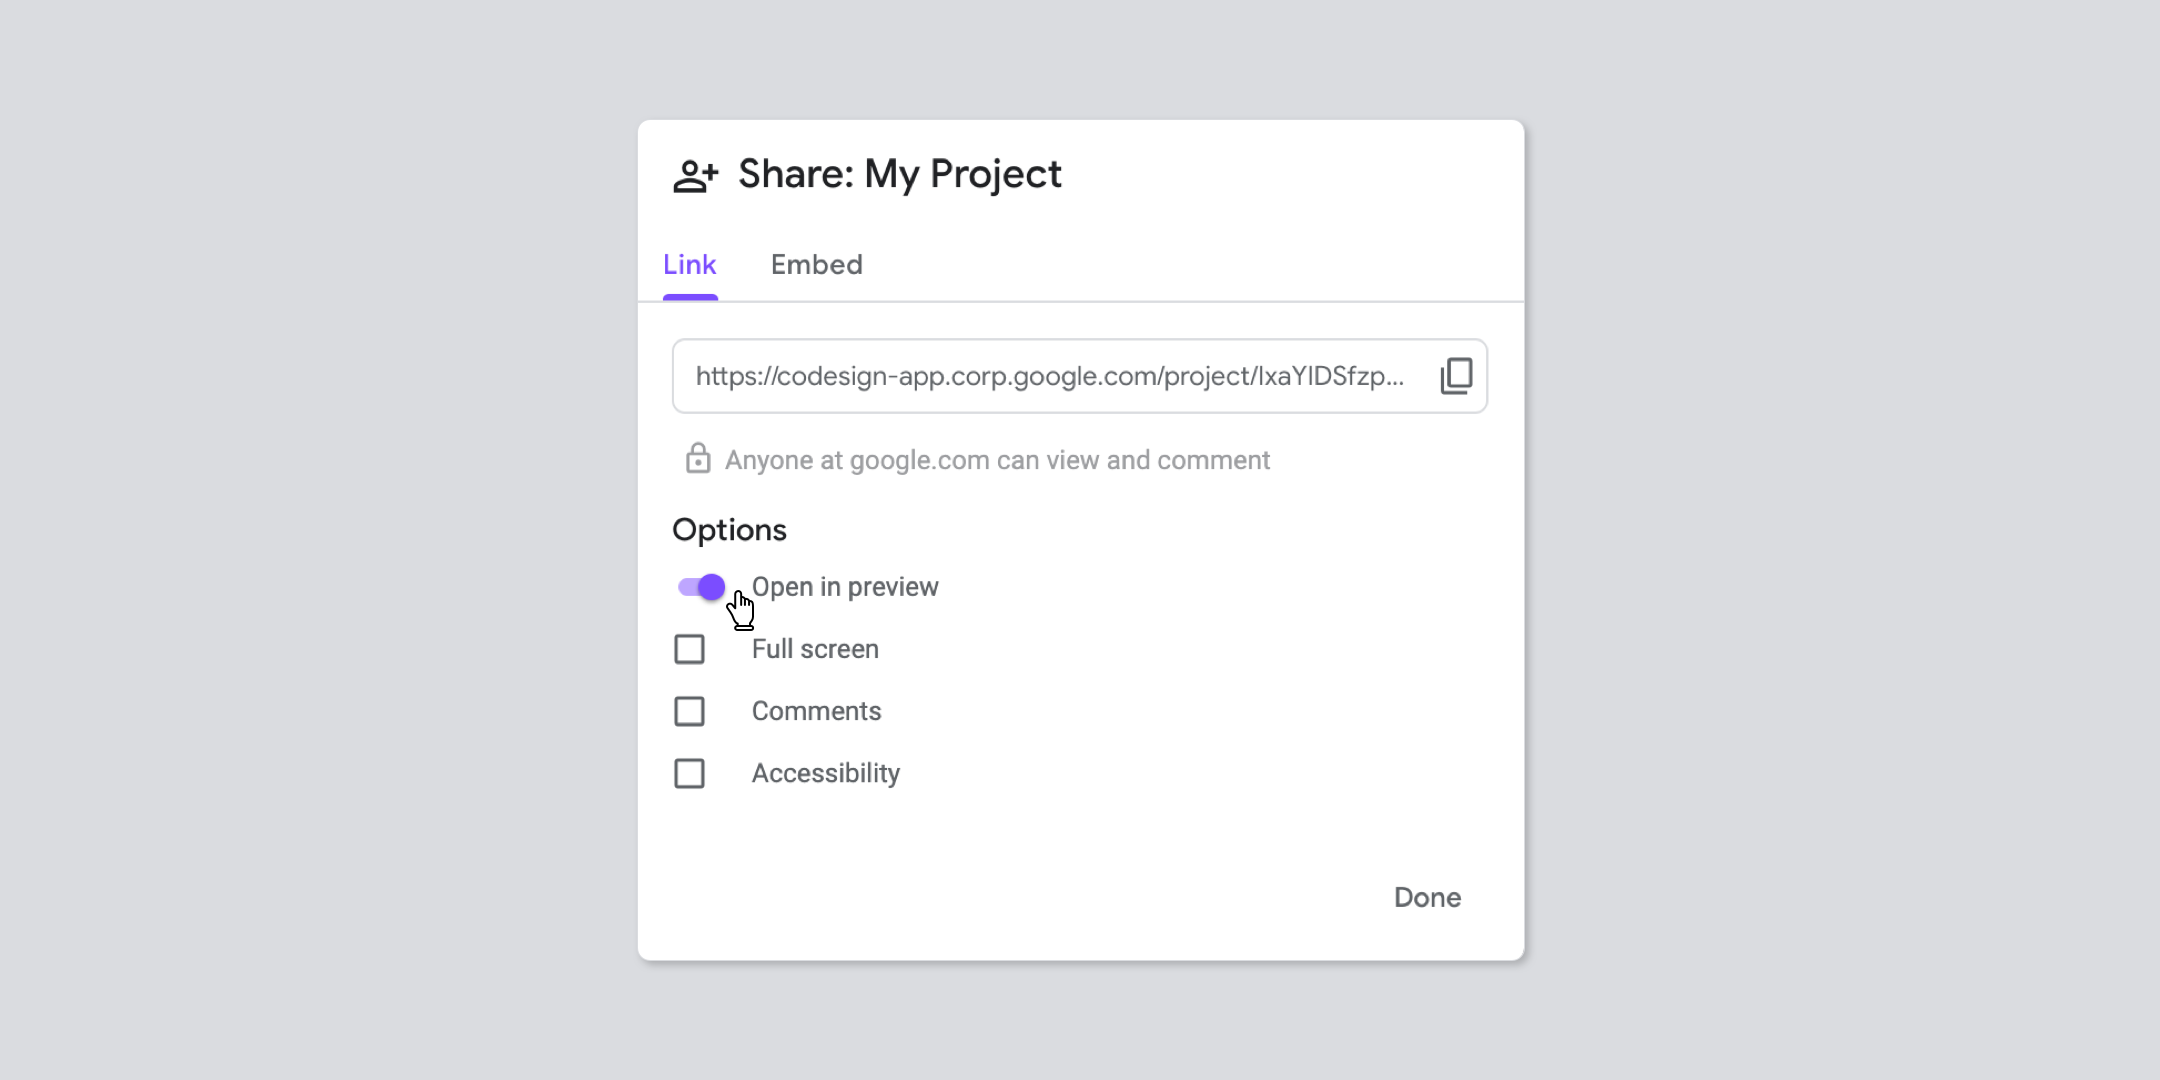 Share: My Project
Link Embed
https://codesign-app.corp.google.com/project/lxaYlDSfzp...
Anyone at google.com can view and comment
Options
Open in preview
Full screen
Comments
Accessibility
Done